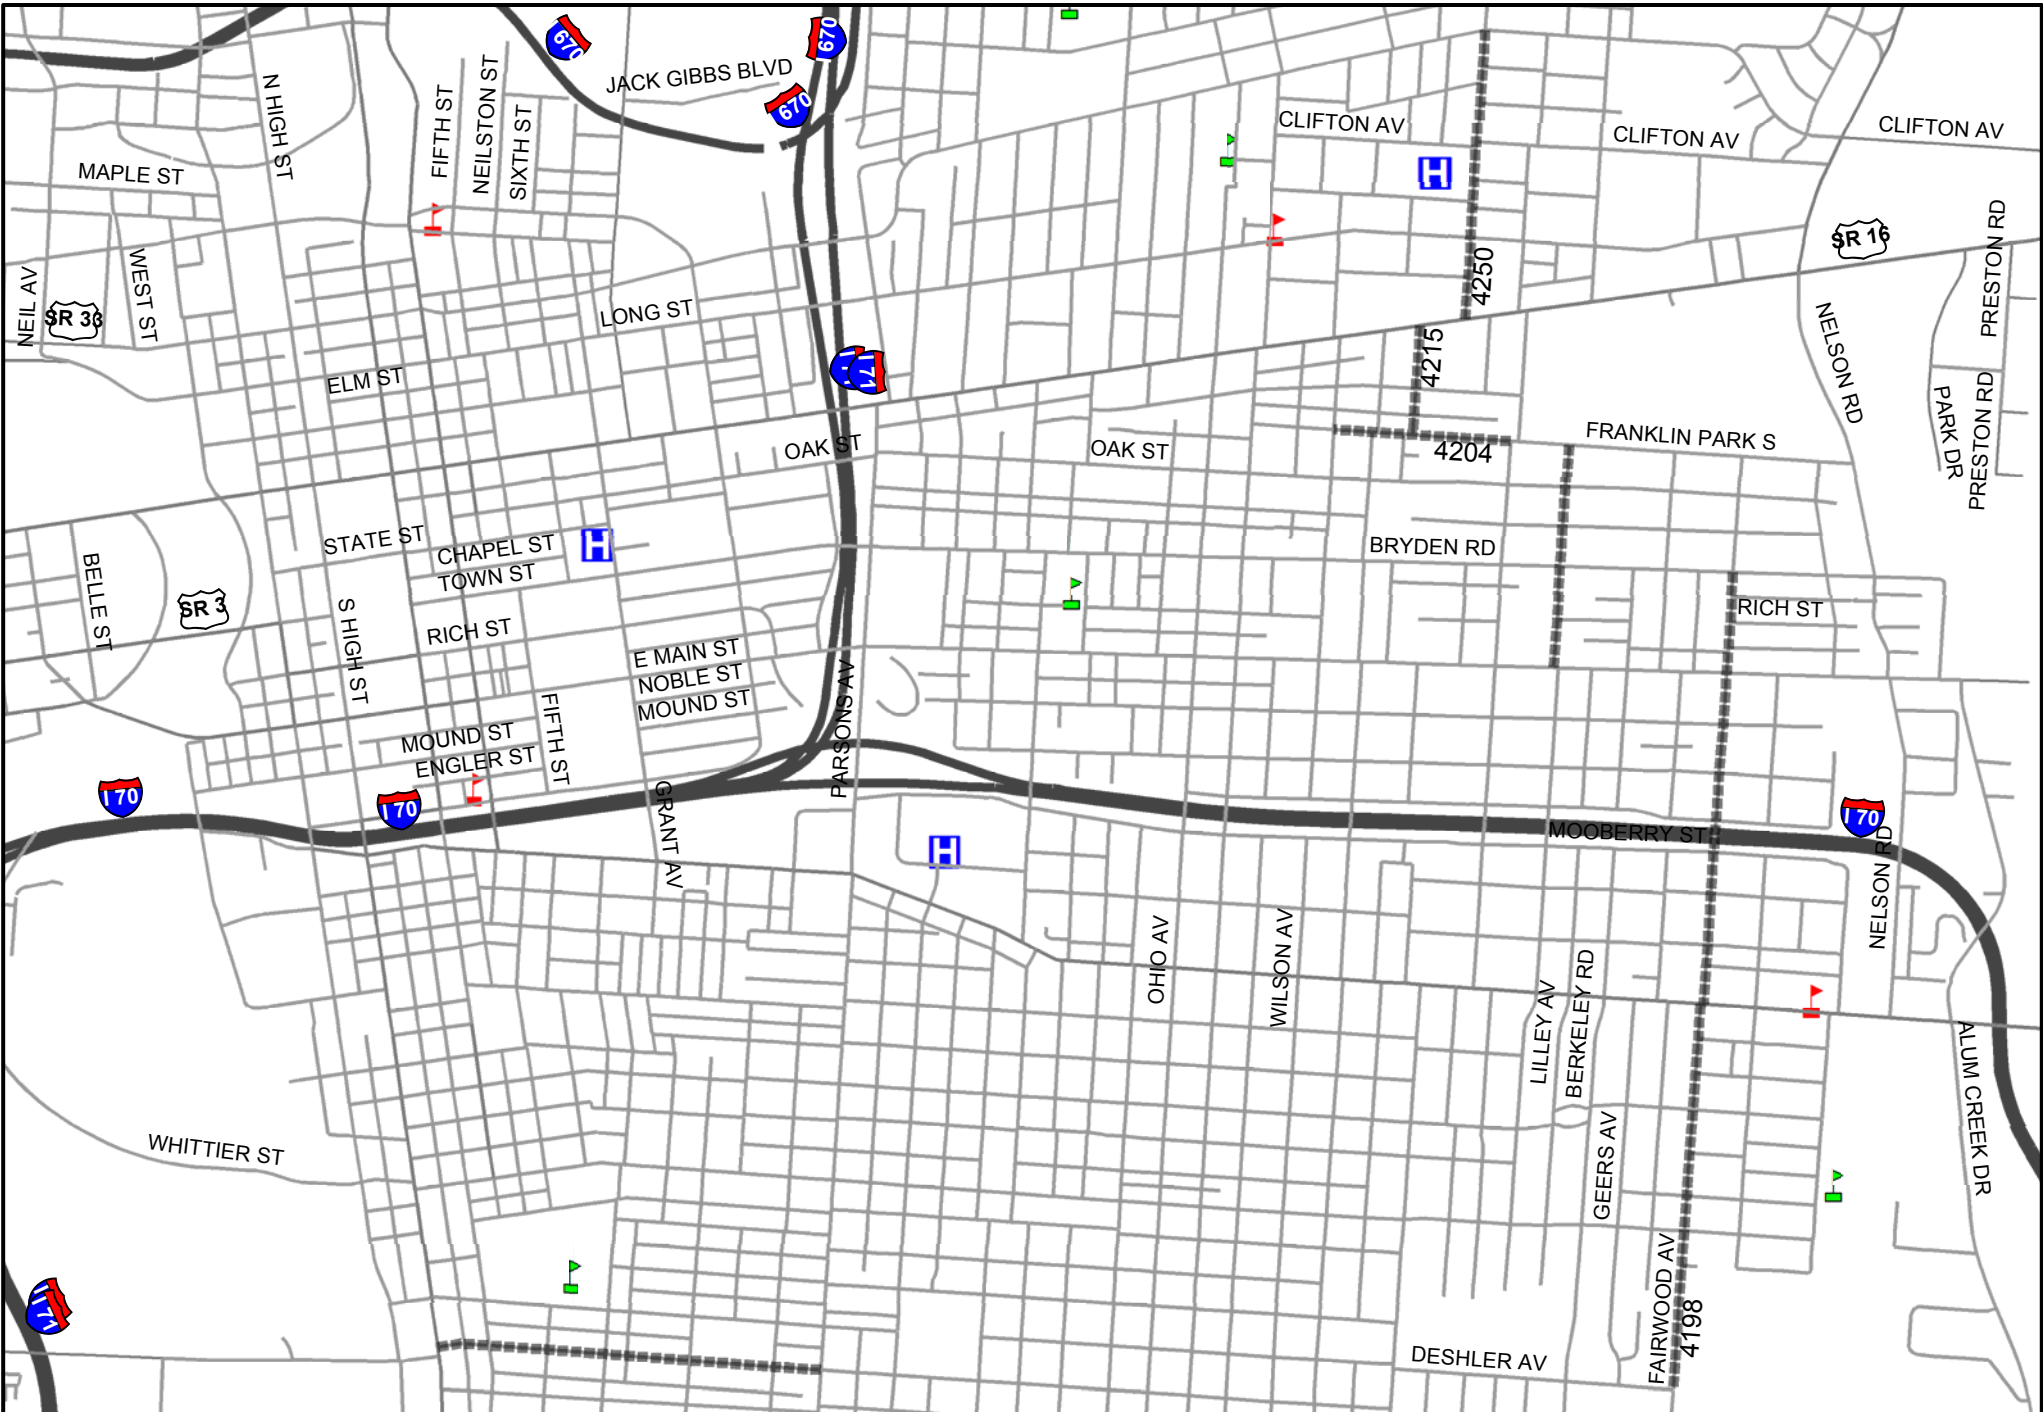 670
670
JACK GIBBS BLVD
670
N HIGH ST
FIFTH ST
NEILSTON ST
SIXTH ST
CLIFTON AV
CLIFTON AV
CLIFTON AV
MAPLE ST
H
SR 16
PRESTON RD
NEIL AV
WEST ST
SR 33
LONG ST
4250
4215
NELSON RD
ELM ST
I 71
PRESTON RD
PARK DR
OAK ST
OAK ST
4204
FRANKLIN PARK S
STATE ST
CHAPEL ST
TOWN ST
H
BRYDEN RD
BELLE ST
SR 3
S HIGH ST
RICH ST
RICH ST
E MAIN ST
NOBLE ST
MOUND ST
PARSONS AV
FIFTH ST
MOUND ST
ENGLER ST
I 70
I 70
I 70
GRANT AV
H
MOOBERRY ST
NELSON RD
OHIO AV
WILSON AV
LILLEY AV
BERKELEY RD
GEERS AV
ALUM CREEK DR
WHITTIER ST
I 71
FAIRWOOD AV
4198
DESHLER AV